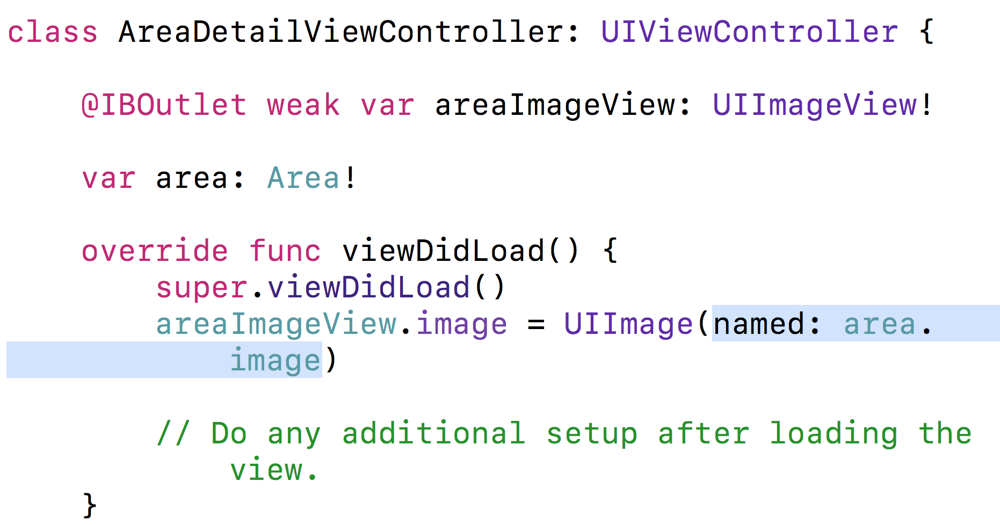 class AreaDetailViewController: UIViewController {
@IBOutlet weak var areaImageView: UIImageView!
var area: Area!
override func viewDidLoad() {
super.viewDidLoad()
areaImageView.image = UIImage(named: area.
image)
// Do any additional setup after loading the
view.
}